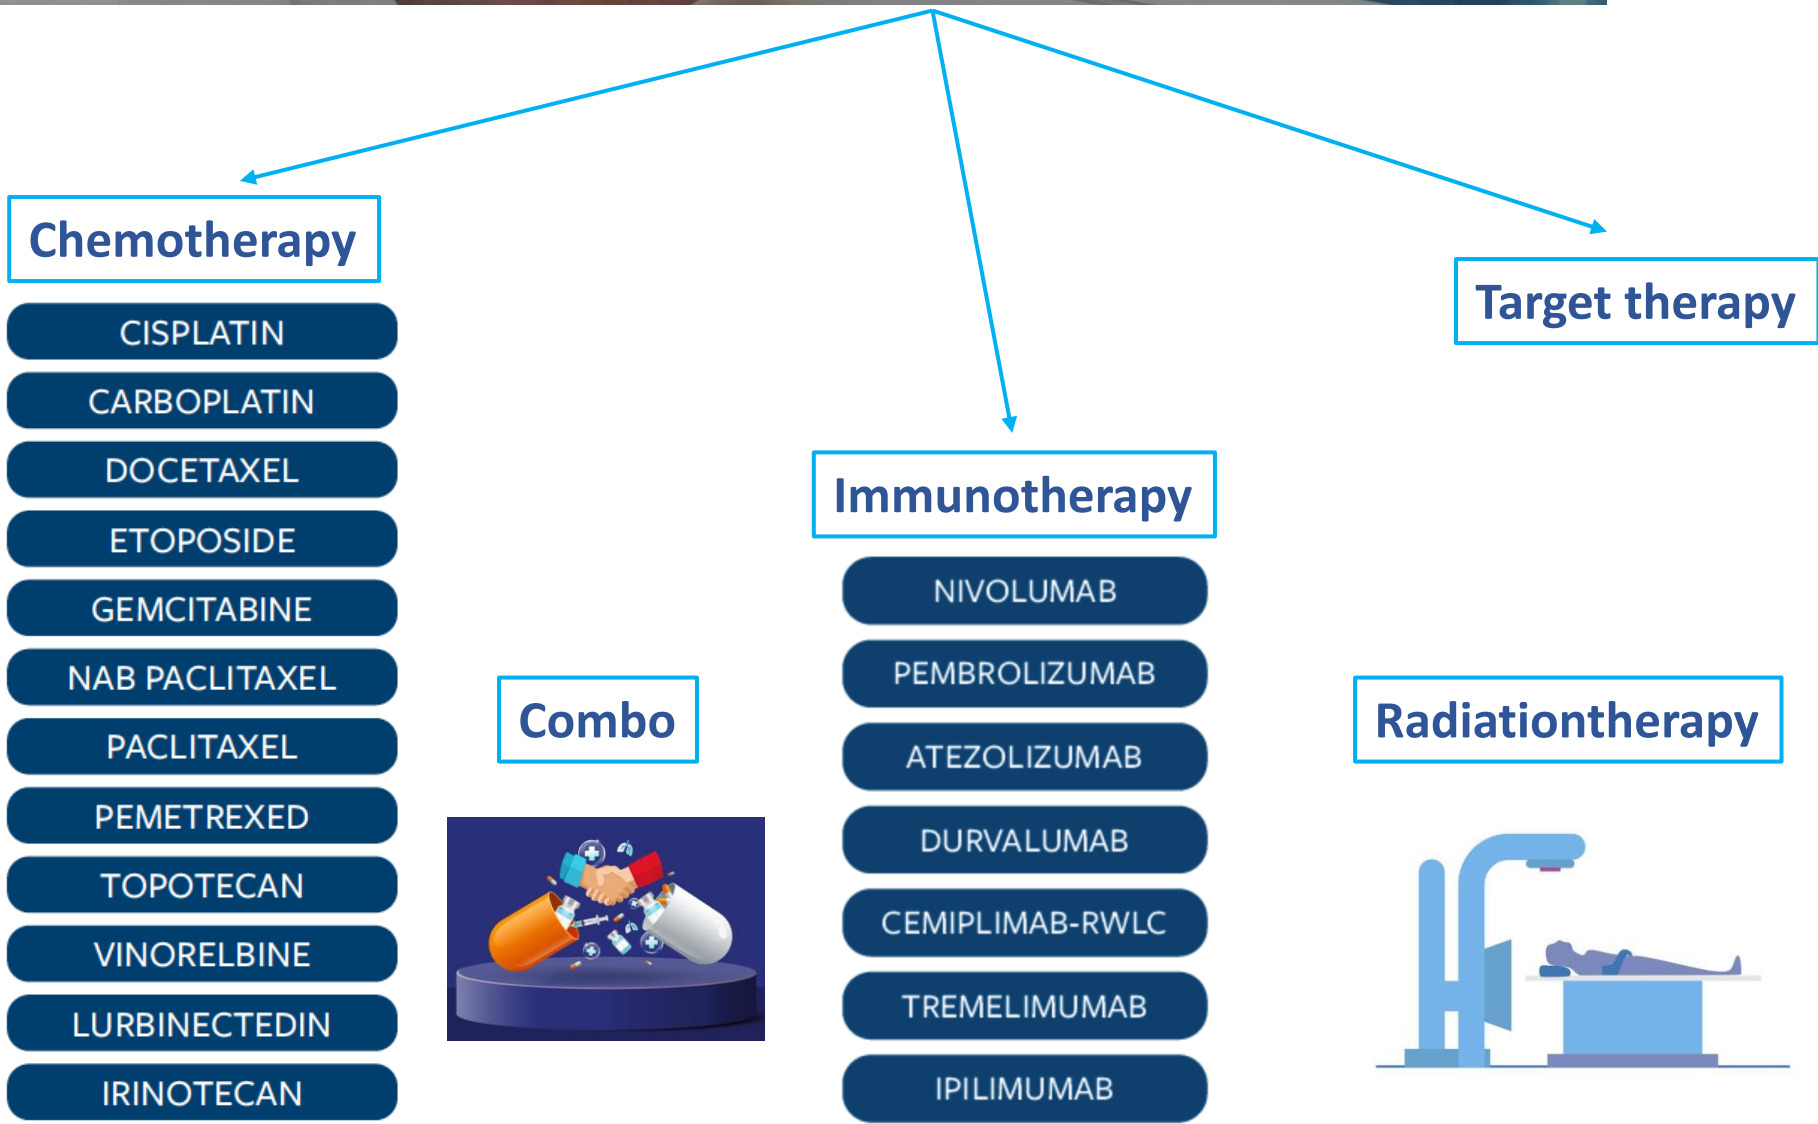 Chemotherapy
CISPLATIN
CARBOPLATIN
DOCETAXEL
ETOPOSIDE
GEMCITABINE
NAB PACLITAXEL
PACLITAXEL
PEMETREXED
TOPOTECAN
VINORELBINE
LURBINECTEDIN
IRINOTECAN
Combo
Immunotherapy
NIVOLUMAB
PEMBROLIZUMAB
ATEZOLIZUMAB
DURVALUMAB
CEMIPLIMAB-RWLC
TREMELIMUMAB
IPILIMUMAB
Target therapy
Radiationtherapy